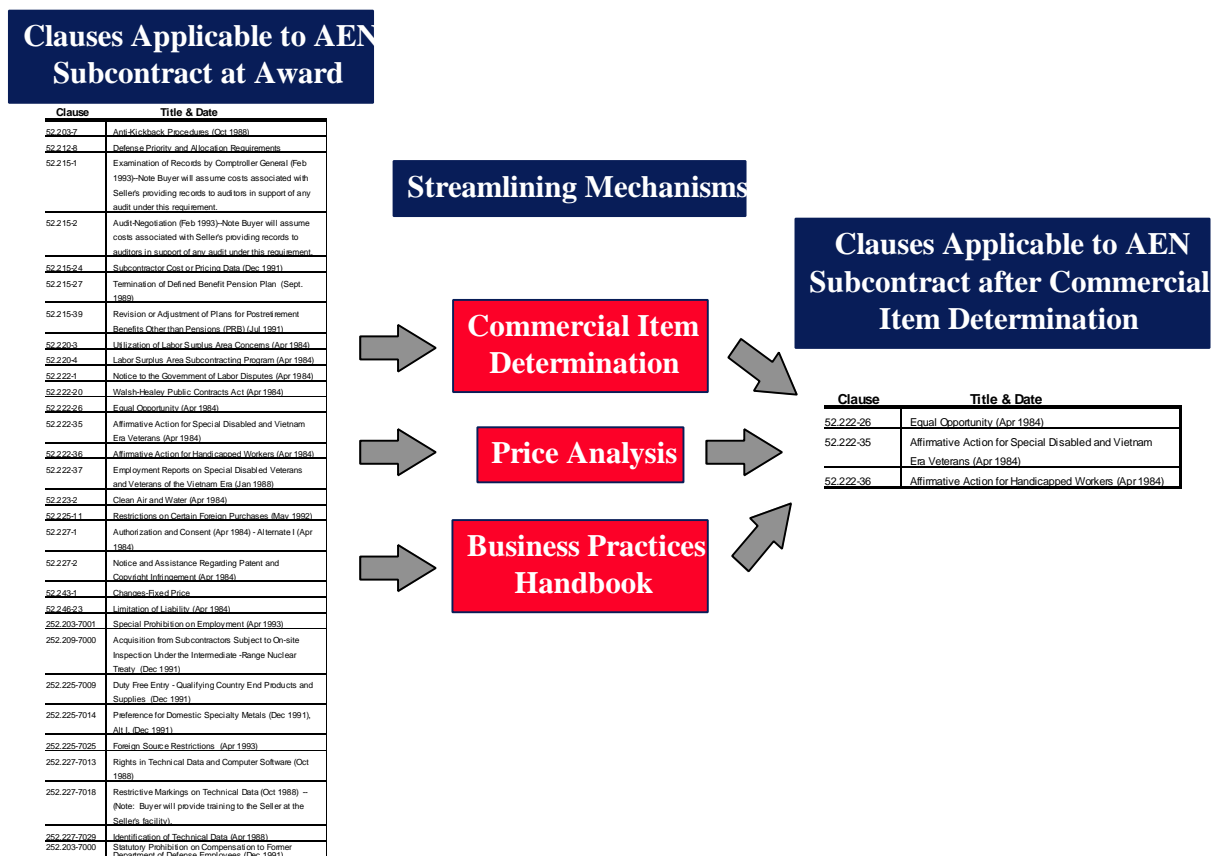 Clauses Applicable to AEN
Subcontract at Award
Clause Title & Date
52.203-7 Anti-Kickback Procedures (Oct 1988)
52.212-8 Defense Priority and Allocation Requirements
52.215-1 Examination of Records by Comptroller General (Feb
1993)–Note Buyer will assume costs associated with
Seller's providing records to auditors in support of any
audit under this requirement.
52.215-2 Audit-Negotiation (Feb 1993)–Note Buyer will assume
costs associated with Seller's providing records to
auditors in support of any audit under this requirement.
52.215-24 Subcontractor Cost or Pricing Data (Dec 1991)
52.215-27 Termination of Defined Benefit Pension Plan (Sept.
1989)
52.215-39 Revision or Adjustment of Plans for Postretirement
Benefits Other than Pensions (PRB) (Jul 1991)
52.220-3 Utilization of Labor Surplus Area Concerns (Apr 1984)
52.220-4 Labor Surplus Area Subcontracting Program (Apr 1984)
52.222-1 Notice to the Government of Labor Disputes (Apr 1984)
52.222-20 Walsh-Healey Public Contracts Act (Apr 1984)
52.222-26 Equal Opportunity (Apr 1984)
52.222-35 Affirmative Action for Special Disabled and Vietnam
Era Veterans (Apr 1984)
52.222-36 Affirmative Action for Handicapped Workers (Apr 1984)
52.222-37 Employment Reports on Special Disabled Veterans
and Veterans of the Vietnam Era (Jan 1988)
52.223-2 Clean Air and Water (Apr 1984)
52.225-11 Restrictions on Certain Foreign Purchases (May 1992)
52.227-1 Authorization and Consent (Apr 1984) - Alternate I (Apr
1984)
52.227-2 Notice and Assistance Regarding Patent and
Copyright Infringement (Apr 1984)
52.243-1 Changes-Fixed Price
52.246-23 Limitation of Liability (Apr 1984)
252.203-7001 Special Prohibition on Employment (Apr 1993)
252.209-7000 Acquisition from Subcontractors Subject to On-site
Inspection Under the Intermediate -Range Nuclear
Treaty (Dec 1991)
252.225-7009 Duty Free Entry - Qualifying Country End Products and
Supplies (Dec 1991)
252.225-7014 Preference for Domestic Specialty Metals (Dec 1991),
Alt I. (Dec 1991)
252.225-7025 Foreign Source Restrictions (Apr 1993)
252.227-7013 Rights in Technical Data and Computer Software (Oct
1988)
252.227-7018 Restrictive Markings on Technical Data (Oct 1988) –
(Note: Buyer will provide training to the Seller at the
Seller's facility).
252.227-7029 Identification of Technical Data (Apr 1988)
252.203-7000 Statutory Prohibition on Compensation to Former
Department of Defense Employees (Dec 1991)
Streamlining Mechanisms
Commercial Item
Determination
Price Analysis
Business Practices
Handbook
Clauses Applicable to AEN
Subcontract after Commercial
Item Determination
Clause Title & Date
52.222-26 Equal Opportunity (Apr 1984)
52.222-35 Affirmative Action for Special Disabled and Vietnam
Era Veterans (Apr 1984)
52.222-36 Affirmative Action for Handicapped Workers (Apr 1984)